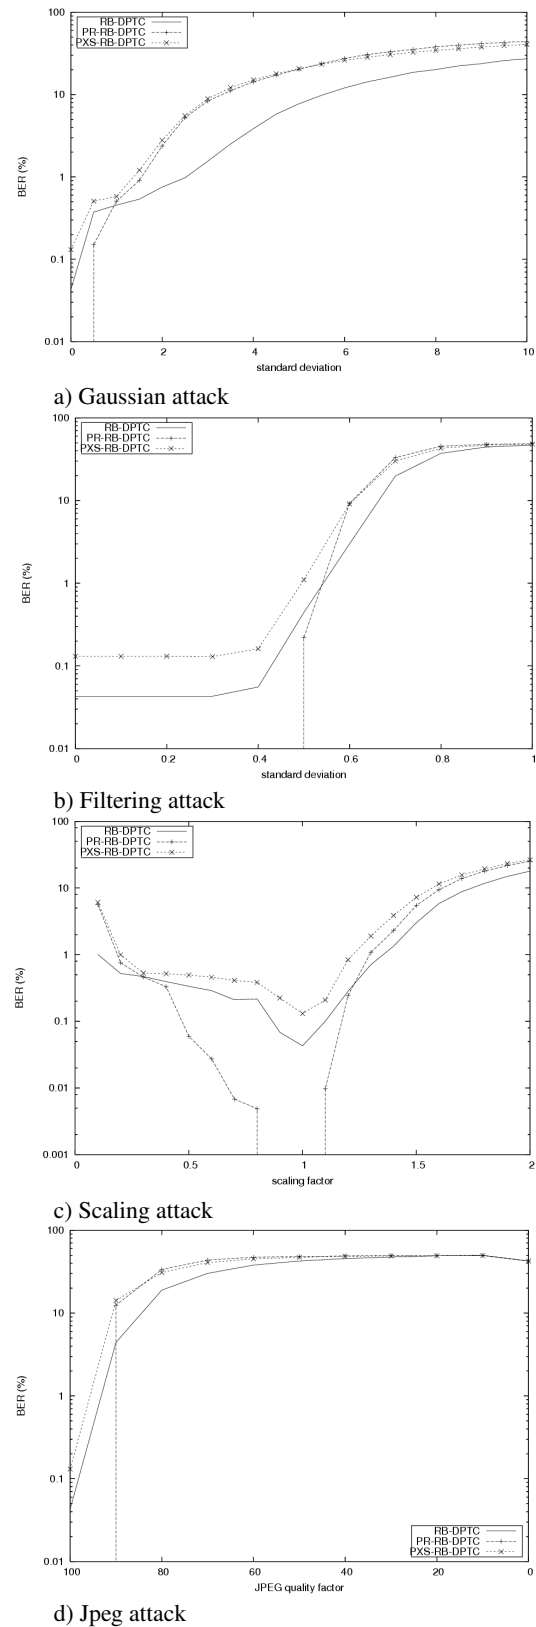 100
10
1
0.1
0.01
BER (%)
RB-DPTC
PR-RB-DPTC
PXS-RB-DPTC
0 2 4 6 8 10
standard deviation
a) Gaussian attack
100
10
1
0.1
0.01
BER (%)
RB-DPTC
PR-RB-DPTC
PXS-RB-DPTC
0 0.2 0.4 0.6 0.8 1
standard deviation
b) Filtering attack
100
10
1
0.1
0.01
0.001
BER (%)
RB-DPTC
PR-RB-DPTC
PXS-RB-DPTC
0 0.5 1 1.5 2
scaling factor
c) Scaling attack
100
10
1
0.1
0.01
BER (%)
RB-DPTC
PR-RB-DPTC
PXS-RB-DPTC
100 80 60 40 20 0
JPEG quality factor
d) Jpeg attack